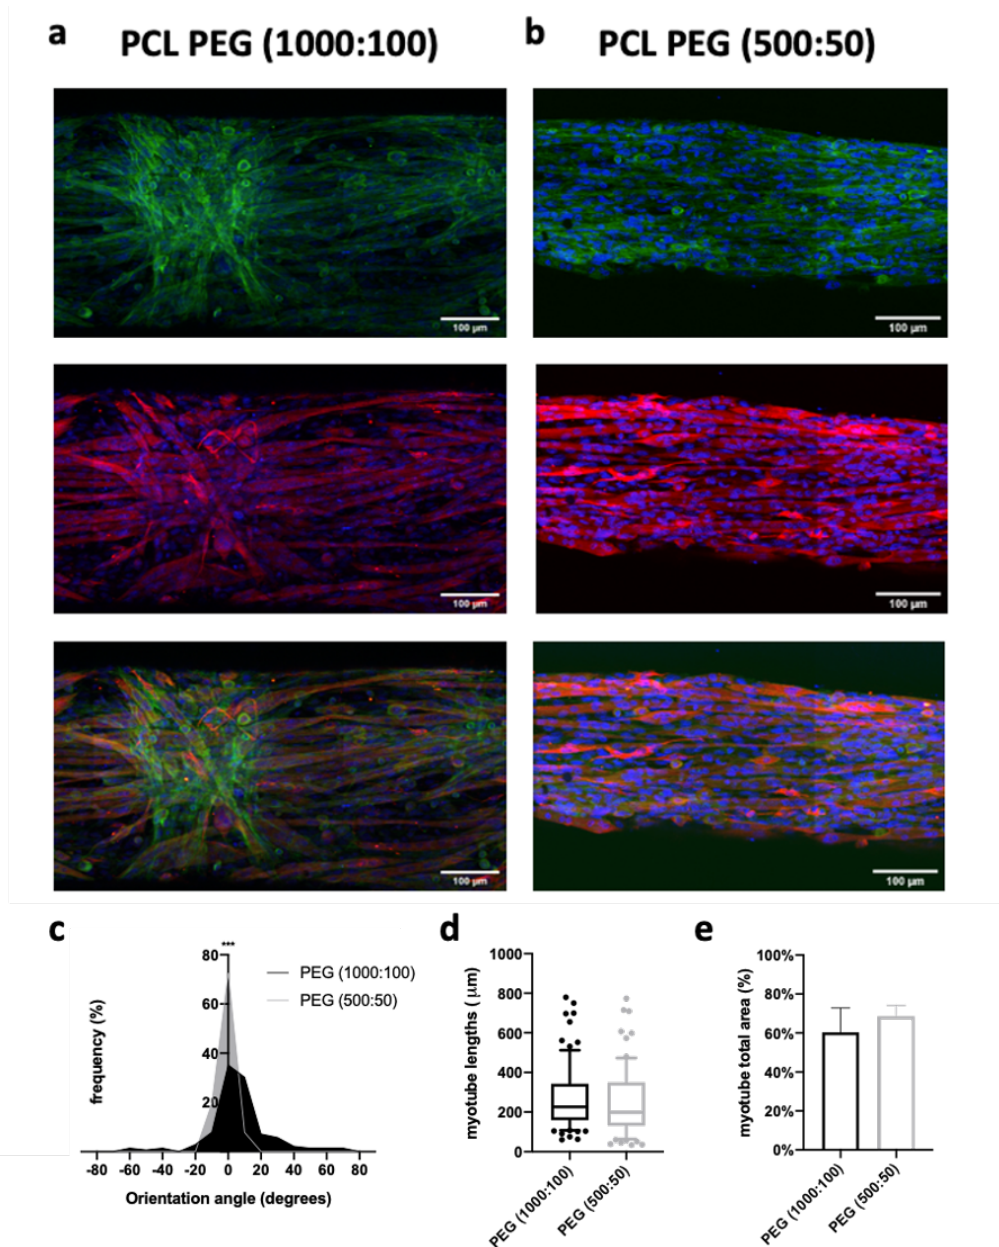 a
PCL PEG (1000:100)
b
PCL PEG (500:50)
100 µm
100 µm
100 µm
100 µm
100 µm
100 µm
c
***
80
60
40
20
frequency (%)
PEG (1000:100)
PEG (500:50)
-80 -60 -40 -20 0 20 40 60 80
Orientation angle (degrees)
d
1000
800
600
400
200
0
myotube lengths ( µm)
PEG (1000:100)
PEG (500:50)
e
100%
80%
60%
40%
20%
0%
myotube total area (%)
PEG (1000:100)
PEG (500:50)